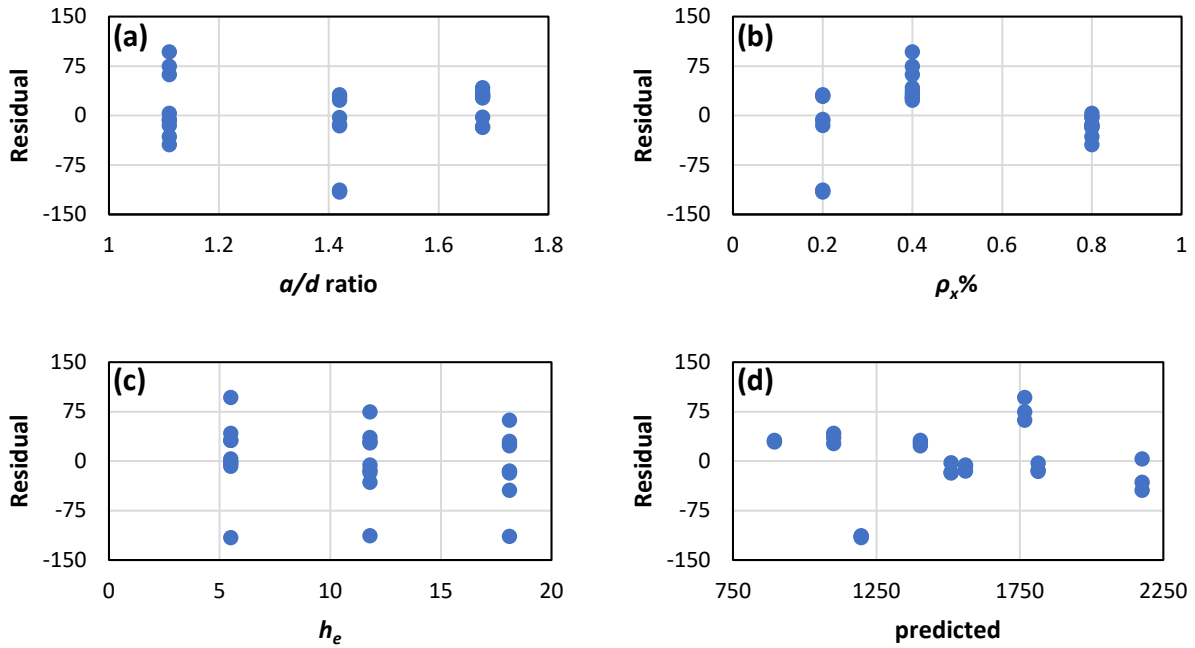 (a)
150
75
0
-75
-150
Residual
1 1.2 1.4 1.6 1.8
a/d ratio
(b)
150
75
0
-75
-150
Residual
0 0.2 0.4 0.6 0.8 1
ρx%
(c)
150
75
0
-75
-150
Residual
0 5 10 15 20
he
(d)
150
75
0
-75
-150
Residual
750 1250 1750 2250
predicted